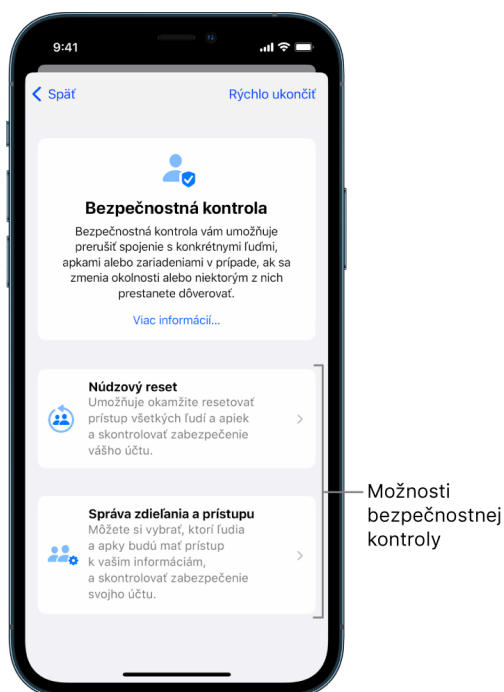 9:41
Späť
Rýchlo ukončiť
Bezpečnostná kontrola
Bezpečnostná kontrola vám umožňuje
prerušiť spojenie s konkrétnymi ľuďmi,
apkami alebo zariadeniami v prípade, ak sa
zmenia okolnosti alebo niektorým z nich
prestanete dôverovať.
Viac informácií...
Núdzový reset
Umožňuje okamžite resetovať
prístup všetkých ľudí a apiek
a skontrolovať zabezpečenie
vášho účtu.
Správa zdieľania a prístupu
Môžete si vybrať, ktorí ľudia
a apky budú mať prístup
k vašim informáciám,
a skontrolovať zabezpečenie
svojho účtu.
Možnosti
bezpečnostnej
kontroly